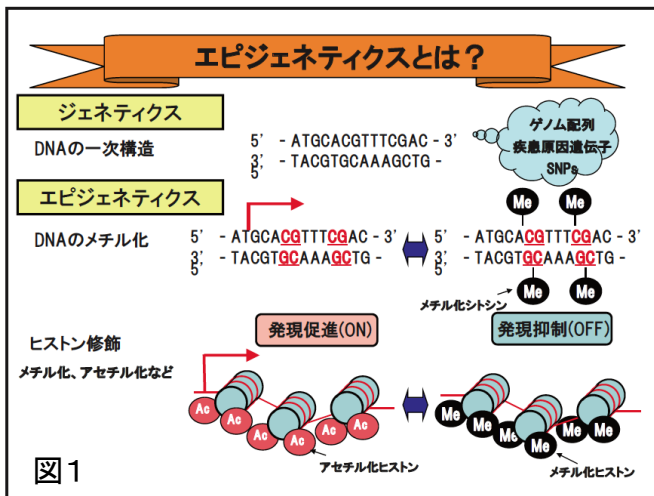 エピジェネティクスとは？
ジェネティクス
DNAの一次構造
5' - ATGCACGTTTCGAC - 3'
3' - TACGTGCAAAGCTG -
5'
ゲノム配列
疾患原因遺伝子
SNPs
エピジェネティクス
DNAのメチル化
5' - ATGCACGTTTCGAC - 3'
3' - TACGTGCAAAGCTG
5'
Me Me
5' - ATGCACGTTTCGAC - 3'
3' - TACGTGCAAAGCTG
5'
Me Me
メチル化シトシン
発現促進(ON)
発現抑制(OFF)
ヒストン修飾
メチル化、アセチル化など
Ac Ac Ac Ac Ac Ac
アセチル化ヒストン
Me Me Me Me Me Me
メチル化ヒストン
図1